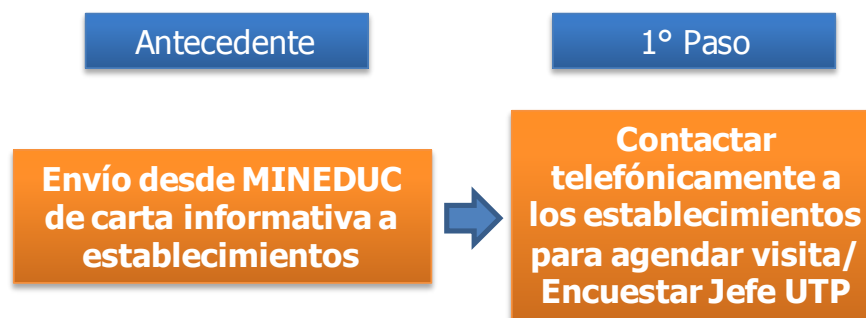 Antecedente
1° Paso
Envío desde MINEDUC
de carta informativa a
establecimientos
Contactar
telefónicamente a
los establecimientos
para agendar visita/
Encuestar Jefe UTP